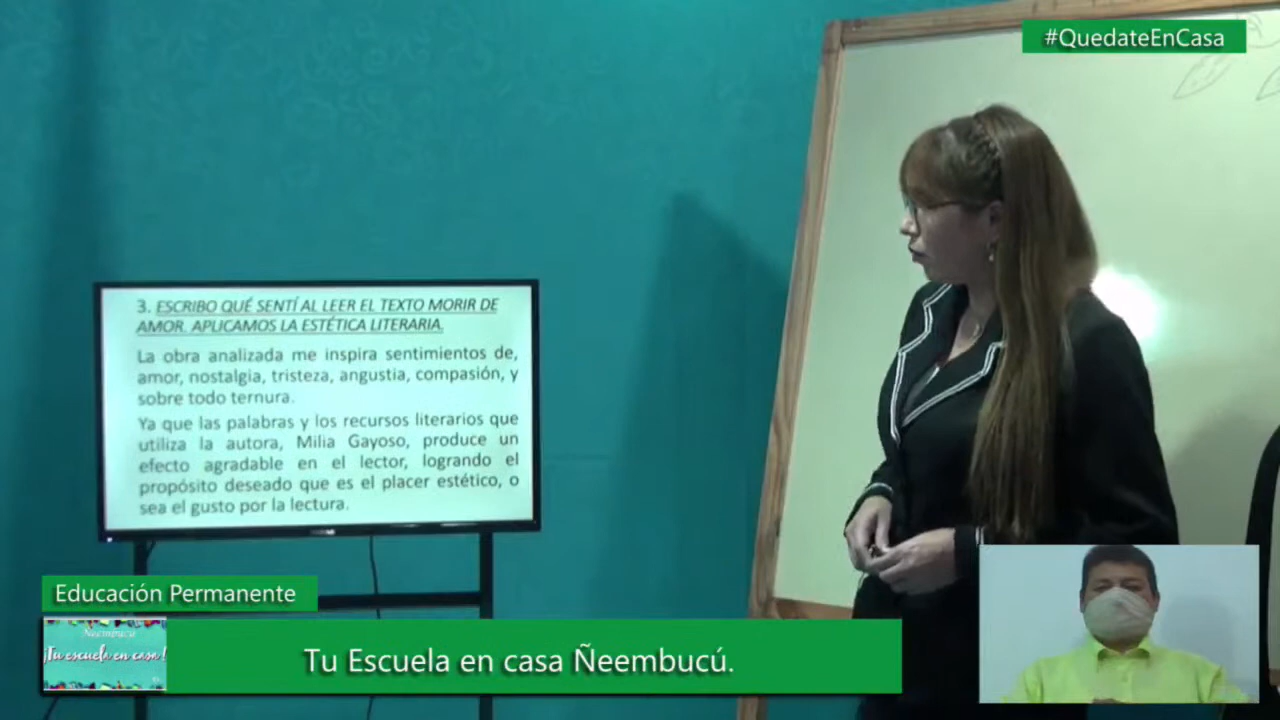 #QuedateEnCasa
3. ESCRIBO QUÉ SENTÍ AL LEER EL TEXTO MORIR DE
AMOR. APLICAMOS LA ESTÉTICA LITERARIA.
La obra analizada me inspira sentimientos de,
amor, nostalgia, tristeza, angustia, compasión, y
sobre todo ternura.
Ya que las palabras y los recursos literarios que
utiliza la autora, Milia Gayoso, produce un
efecto agradable en el lector, logrando el
propósito deseado que es el placer estético, o
sea el gusto por la lectura.
Educación Permanente
Ñeembucú
¡Tu escuela en casa!
Tu Escuela en casa Ñeembucú.